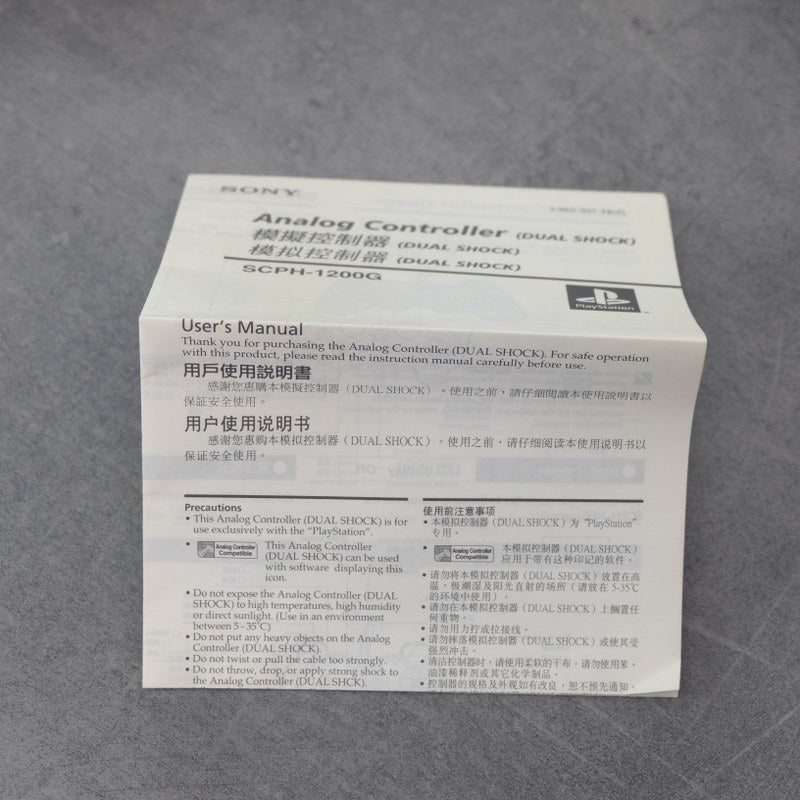 SONY
Analog Controller (DUAL SHOCK)
模擬控制器 (DUAL SHOCK)
模拟控制器 (DUAL SHOCK)
SCPH-1200G
PlayStation
User's Manual
Thank you for purchasing the Analog Controller (DUAL SHOCK). For safe operation
with this product, please read the instruction manual carefully before use.
用戶使用說明書
感謝您惠購本模擬控制器（DUAL SHOCK）。使用之前，請仔細閱讀本使用說明書以
保証安全使用。
用户使用说明书
感谢您惠购本模拟控制器（DUAL SHOCK）。使用之前，请仔细阅读本使用说明书以
保证安全使用。
Precautions
• This Analog Controller (DUAL SHOCK) is for
use exclusively with the "PlayStation".
• Analog Controller Compatible This Analog Controller
(DUAL SHOCK) can be used
with software displaying this
icon.
• Do not expose the Analog Controller (DUAL
SHOCK) to high temperatures, high humidity
or direct sunlight. (Use in an environment
between 5 - 35°C)
• Do not put any heavy objects on the Analog
Controller (DUAL SHOCK).
• Do not twist or pull the cable too strongly.
• Do not throw, drop, or apply strong shock to
the Analog Controller (DUAL SHCK).
使用前注意事项
• 本模拟控制器（DUAL SHOCK）为 "PlayStation"
专用。
• Analog Controller Compatible 本模拟控制器（DUAL SHOCK）
应用于带有这种印记的软件。
• 请勿将本模拟控制器（DUAL SHOCK）放置在高
温，极潮湿及阳光直射的场所（请放在 5-35℃
的环境中使用）。
• 请勿在本模拟控制器（DUAL SHOCK）上搁置任
何重物。
• 请勿用力拧或拉接线。
• 请勿摔落模拟控制器（DUAL SHOCK）或使其受
强烈冲击。
• 清洁控制器时，请使用柔软的干布。请勿使用苯、
油漆稀释剂或其它化学制品。
• 控制器的规格及外观如有改良，恕不预先通知。